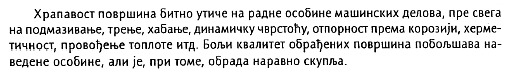 Храпавост површина битно утиче на радне особине машинских делова, пре свега
на подмазивање, трење, хабање, динамичку чврстоћу, отпорност према корозији, херме-
тичност, провођење топлоте итд. Бољи квалитет обрађених површина побољшава на-
ведене особине, али је, при томе, обрада наравно скупља.